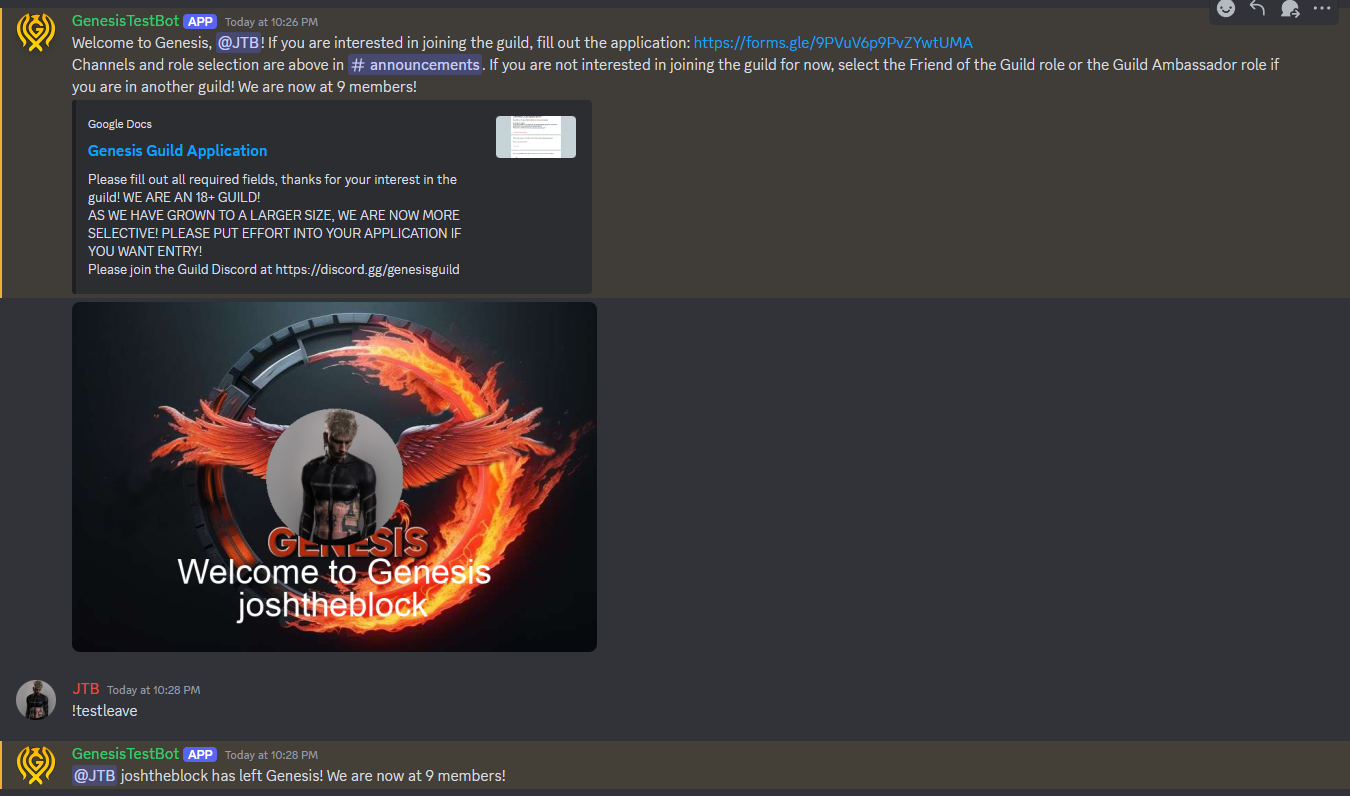 GenesisTestBot APP Today at 10:26 PM
Welcome to Genesis, @JTB! If you are interested in joining the guild, fill out the application: https://forms.gle/9PVuV6p9PvZYwtUMA
Channels and role selection are above in # announcements. If you are not interested in joining the guild for now, select the Friend of the Guild role or the Guild Ambassador role if
you are in another guild! We are now at 9 members!
Google Docs
Genesis Guild Application
Please fill out all required fields, thanks for your interest in the
guild! WE ARE AN 18+ GUILD!
AS WE HAVE GROWN TO A LARGER SIZE, WE ARE NOW MORE
SELECTIVE! PLEASE PUT EFFORT INTO YOUR APPLICATION IF
YOU WANT ENTRY!
Please join the Guild Discord at https://discord.gg/genesisguild
GENESIS
Welcome to Genesis
joshtheblock
JTB Today at 10:28 PM
!testleave
GenesisTestBot APP Today at 10:28 PM
@JTB joshtheblock has left Genesis! We are now at 9 members!